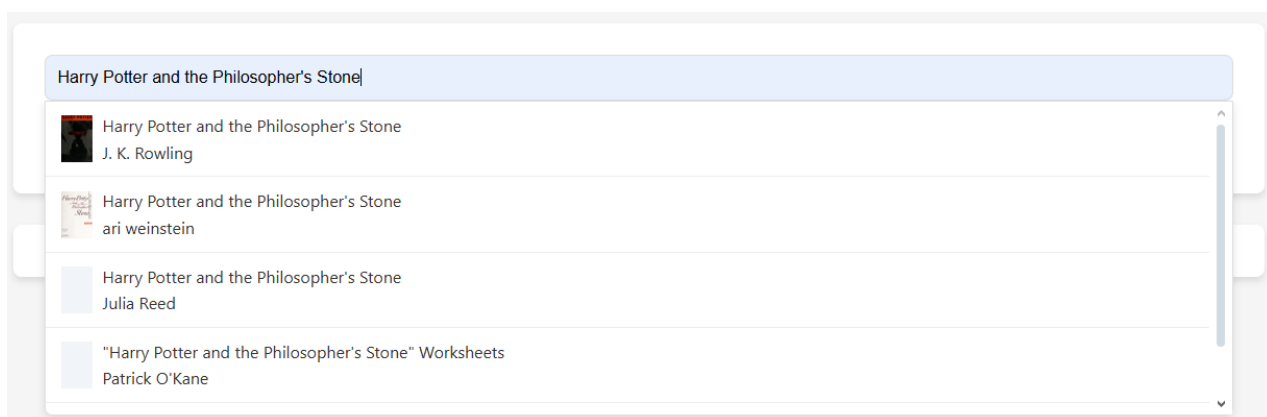 Harry Potter and the Philosopher's Stone
Harry Potter and the Philosopher's Stone
J. K. Rowling
Harry Potter and the Philosopher's Stone
ari weinstein
Harry Potter and the Philosopher's Stone
Julia Reed
"Harry Potter and the Philosopher's Stone" Worksheets
Patrick O'Kane